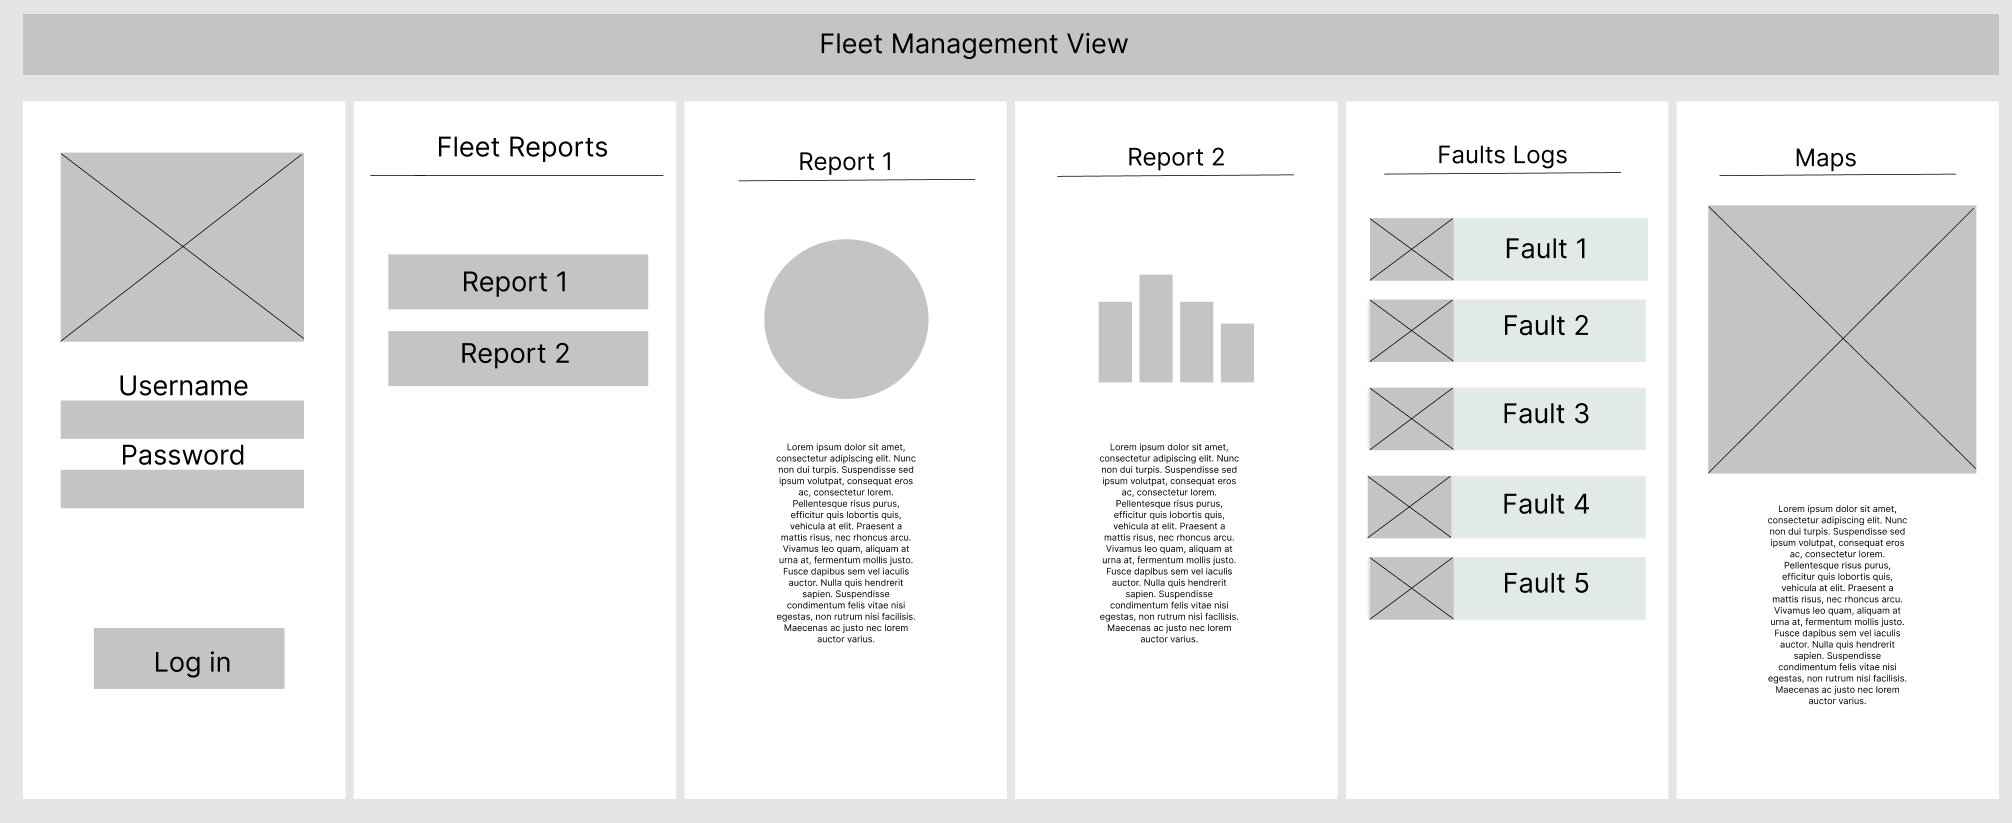 Fleet Management View
Username
Password
Log in
Fleet Reports
Report 1
Report 2
Report 1
Lorem ipsum dolor sit amet,
consectetur adipiscing elit. Nunc
non dui turpis. Suspendisse sed
ipsum volutpat, consequat eros
ac, consectetur lorem.
Pellentesque risus purus,
efficitur quis lobortis quis,
vehicula at elit. Praesent a
mattis risus, nec rhoncus arcu.
Vivamus leo quam, aliquam at
urna at, fermentum mollis justo.
Fusce dapibus sem vel iaculis
auctor. Nulla quis hendrerit
sapien. Suspendisse
condimentum felis vitae nisi
egestas, non rutrum nisi facilisis.
Maecenas ac justo nec lorem
auctor varius.
Report 2
Lorem ipsum dolor sit amet,
consectetur adipiscing elit. Nunc
non dui turpis. Suspendisse sed
ipsum volutpat, consequat eros
ac, consectetur lorem.
Pellentesque risus purus,
efficitur quis lobortis quis,
vehicula at elit. Praesent a
mattis risus, nec rhoncus arcu.
Vivamus leo quam, aliquam at
urna at, fermentum mollis justo.
Fusce dapibus sem vel iaculis
auctor. Nulla quis hendrerit
sapien. Suspendisse
condimentum felis vitae nisi
egestas, non rutrum nisi facilisis.
Maecenas ac justo nec lorem
auctor varius.
Faults Logs
Fault 1
Fault 2
Fault 3
Fault 4
Fault 5
Maps
Lorem ipsum dolor sit amet,
consectetur adipiscing elit. Nunc
non dui turpis. Suspendisse sed
ipsum volutpat, consequat eros
ac, consectetur lorem.
Pellentesque risus purus,
efficitur quis lobortis quis,
vehicula at elit. Praesent a
mattis risus, nec rhoncus arcu.
Vivamus leo quam, aliquam at
urna at, fermentum mollis justo.
Fusce dapibus sem vel iaculis
auctor. Nulla quis hendrerit
sapien. Suspendisse
condimentum felis vitae nisi
egestas, non rutrum nisi facilisis.
Maecenas ac justo nec lorem
auctor varius.